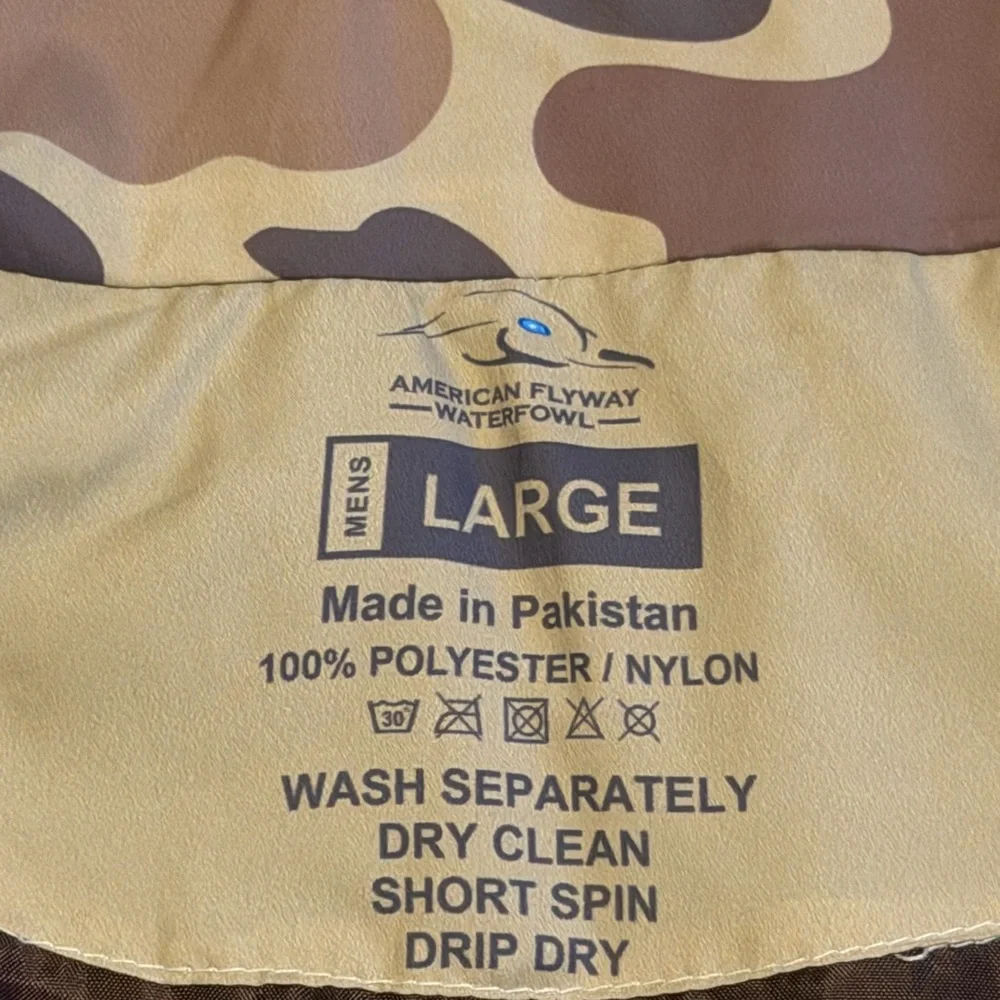 AMERICAN FLYWAY
WATERFOWL
MENS
LARGE
Made in Pakistan
100% POLYESTER / NYLON
30°
WASH SEPARATELY
DRY CLEAN
SHORT SPIN
DRIP DRY